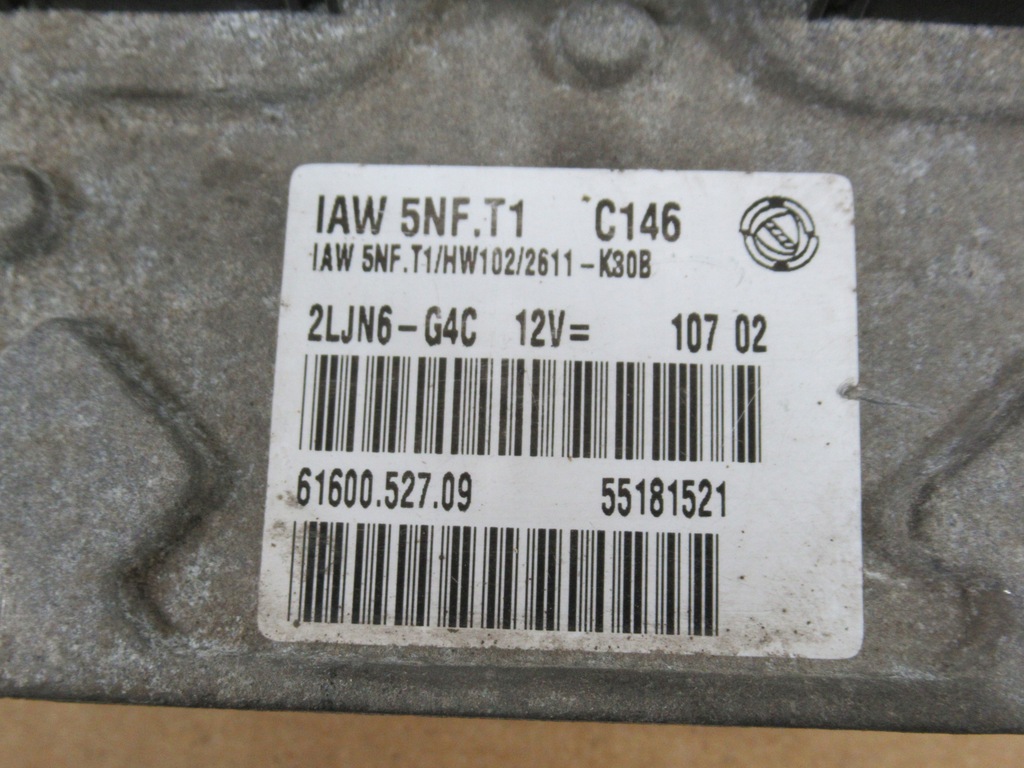 IAW 5NF.T1 C146
IAW 5NF.T1/HW102/2611-K30B
2LJN6-G4C 12V= 107 02
61600.527.09 55181521